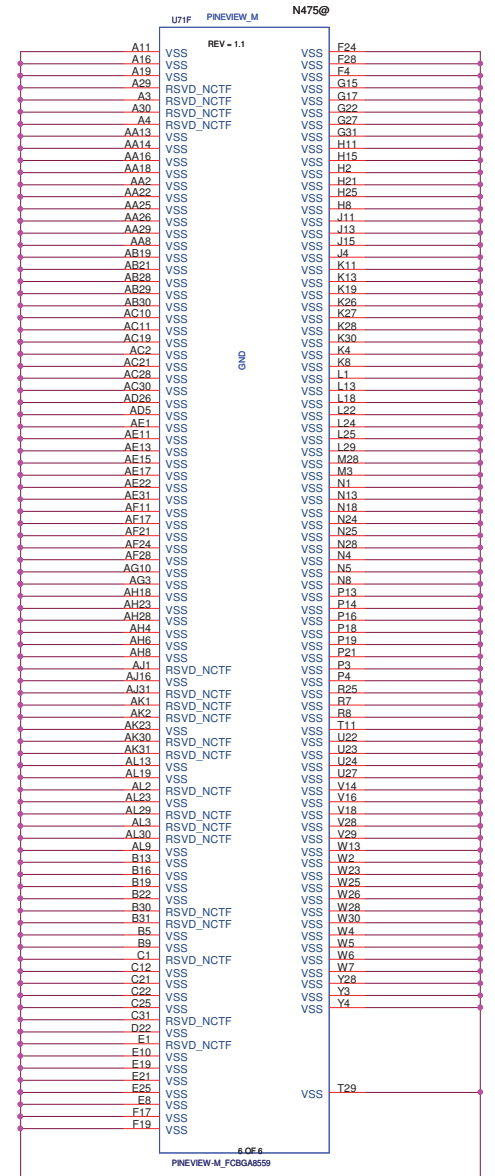 N475@
U71F PINEVIEW_M
REV = 1.1
A11 VSS
A16 VSS
A19 VSS
A29 RSVD_NCTF
A3 RSVD_NCTF
A30 RSVD_NCTF
A4 RSVD_NCTF
AA13 VSS
AA14 VSS
AA16 VSS
AA18 VSS
AA2 VSS
AA22 VSS
AA25 VSS
AA26 VSS
AA29 VSS
AA8 VSS
AB19 VSS
AB21 VSS
AB28 VSS
AB29 VSS
AB30 VSS
AC10 VSS
AC11 VSS
AC19 VSS
AC2 VSS
AC21 VSS
AC28 VSS
AC30 VSS
AD26 VSS
AD5 VSS
AE1 VSS
AE11 VSS
AE13 VSS
AE15 VSS
AE17 VSS
AE22 VSS
AE31 VSS
AF11 VSS
AF17 VSS
AF21 VSS
AF24 VSS
AF28 VSS
AG10 VSS
AG3 VSS
AH18 VSS
AH23 VSS
AH28 VSS
AH4 VSS
AH6 VSS
AH8 VSS
AJ1 RSVD_NCTF
AJ16 VSS
AJ31 RSVD_NCTF
AK1 RSVD_NCTF
AK2 RSVD_NCTF
AK23 VSS
AK30 RSVD_NCTF
AK31 RSVD_NCTF
AL13 VSS
AL19 VSS
AL2 RSVD_NCTF
AL23 VSS
AL29 RSVD_NCTF
AL3 RSVD_NCTF
AL30 RSVD_NCTF
AL9 VSS
B13 VSS
B16 VSS
B19 VSS
B22 VSS
B30 RSVD_NCTF
B31 RSVD_NCTF
B5 VSS
B9 VSS
C1 RSVD_NCTF
C12 VSS
C21 VSS
C22 VSS
C25 VSS
C31 RSVD_NCTF
D22 VSS
E1 RSVD_NCTF
E10 VSS
E19 VSS
E21 VSS
E25 VSS
E8 VSS
F17 VSS
F19 VSS
GND
VSS F24
VSS F28
VSS F4
VSS G15
VSS G17
VSS G22
VSS G27
VSS G31
VSS H11
VSS H15
VSS H2
VSS H21
VSS H25
VSS H8
VSS J11
VSS J13
VSS J15
VSS J4
VSS K11
VSS K13
VSS K19
VSS K26
VSS K27
VSS K28
VSS K30
VSS K4
VSS K8
VSS L1
VSS L13
VSS L18
VSS L22
VSS L24
VSS L25
VSS L29
VSS M28
VSS M3
VSS N1
VSS N13
VSS N18
VSS N24
VSS N25
VSS N28
VSS N4
VSS N5
VSS N8
VSS P13
VSS P14
VSS P16
VSS P18
VSS P19
VSS P21
VSS P3
VSS P4
VSS R25
VSS R7
VSS R8
VSS T11
VSS U22
VSS U23
VSS U24
VSS U27
VSS V14
VSS V16
VSS V18
VSS V28
VSS V29
VSS W13
VSS W2
VSS W23
VSS W25
VSS W26
VSS W28
VSS W30
VSS W4
VSS W5
VSS W6
VSS W7
VSS Y28
VSS Y3
VSS Y4
VSS T29
6 OF 6
PINEVIEW-M_FCBGA8559